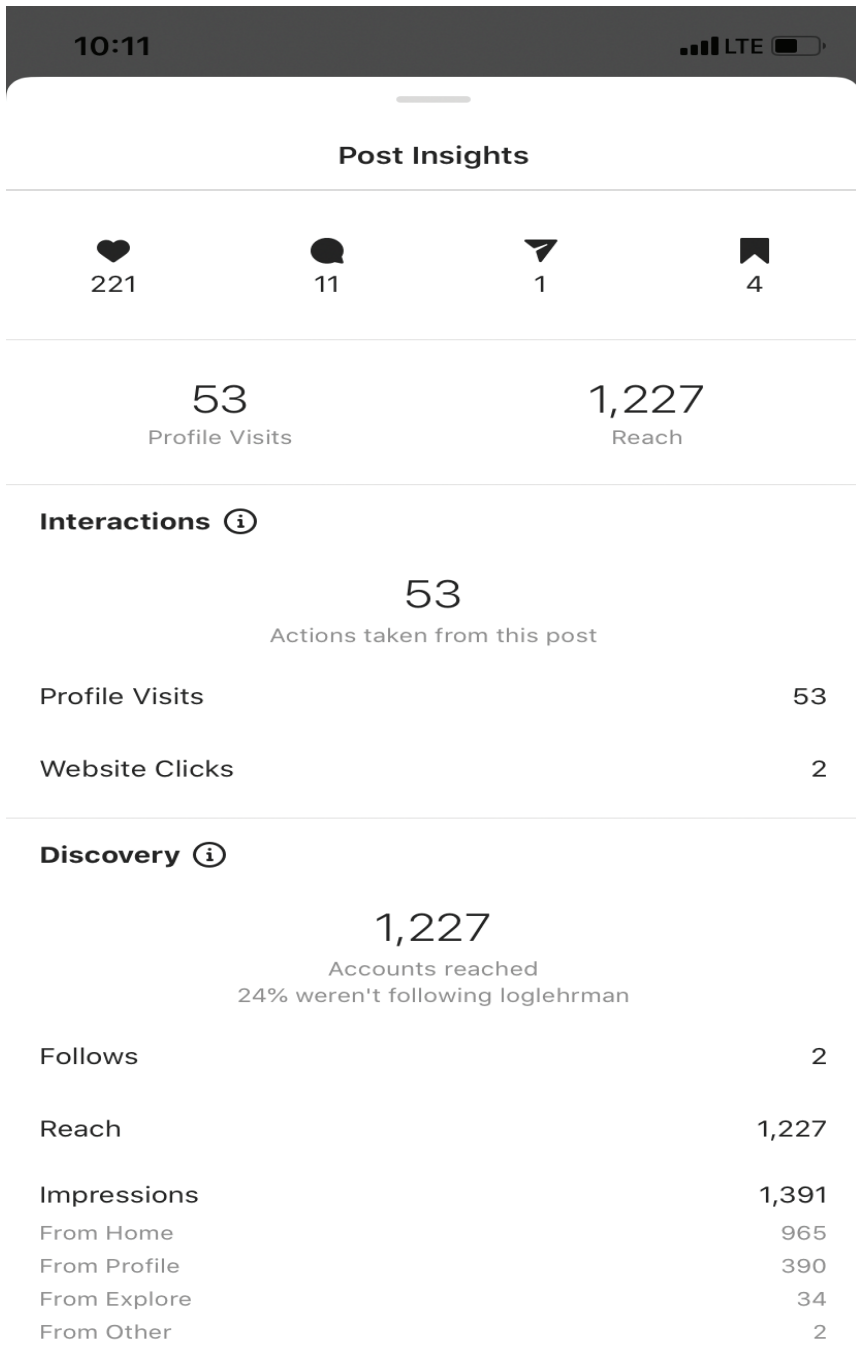 10:11 LTE
Post Insights
221 11 1 4
53 1,227
Profile Visits Reach
Interactions
53
Actions taken from this post
Profile Visits 53
Website Clicks 2
Discovery
1,227
Accounts reached
24% weren't following loglehrman
Follows 2
Reach 1,227
Impressions 1,391
From Home 965
From Profile 390
From Explore 34
From Other 2